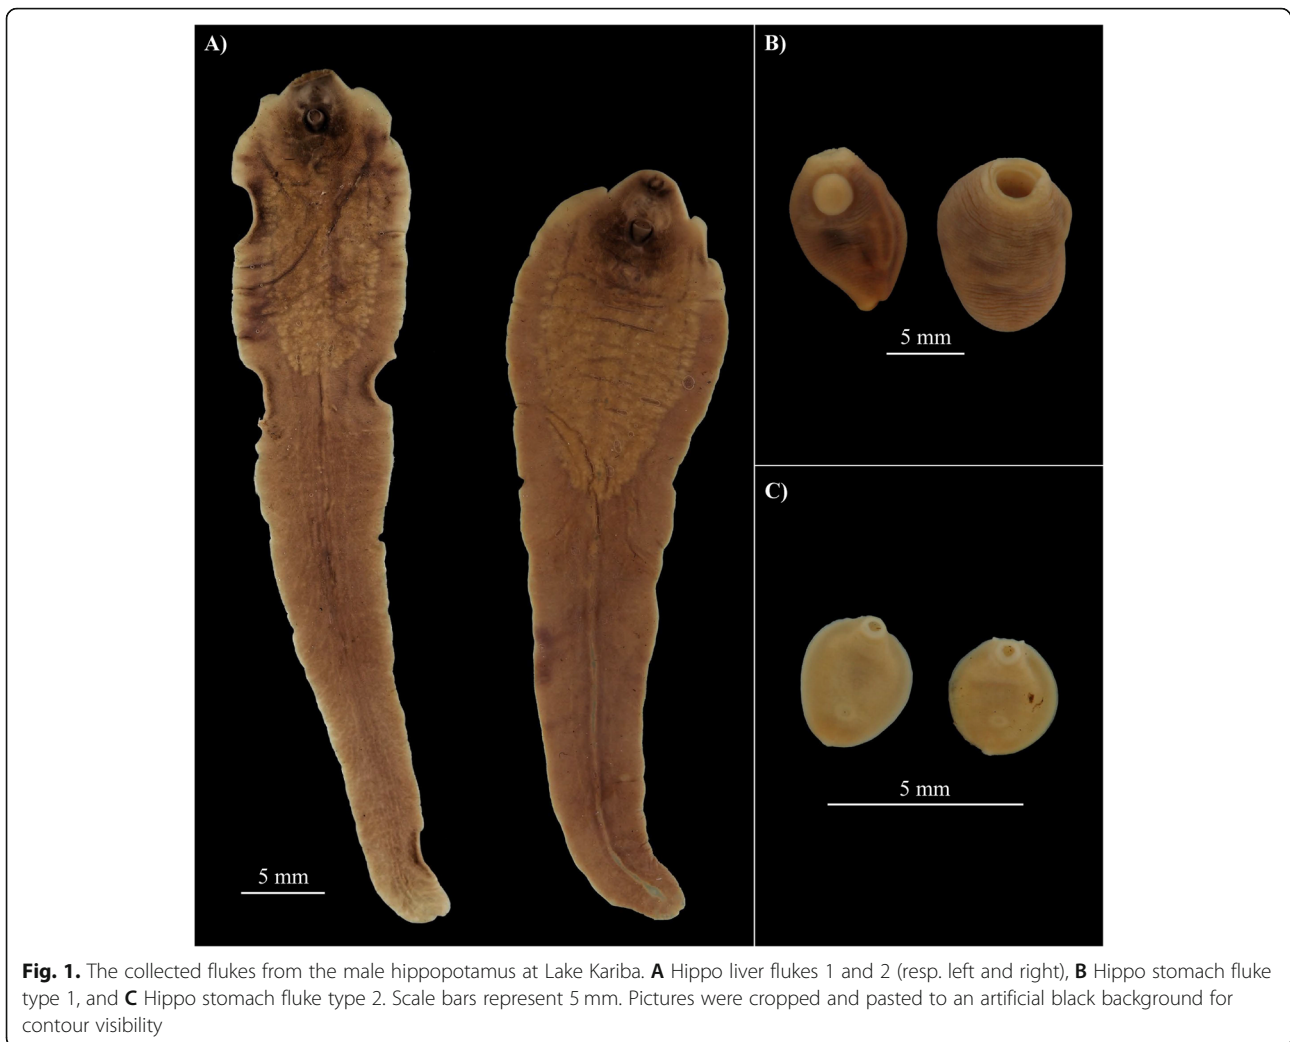 A)
B)
5 mm
C)
5 mm
5 mm
Fig. 1. The collected flukes from the male hippopotamus at Lake Kariba. A Hippo liver flukes 1 and 2 (resp. left and right), B Hippo stomach fluke
type 1, and C Hippo stomach fluke type 2. Scale bars represent 5 mm. Pictures were cropped and pasted to an artificial black background for
contour visibility